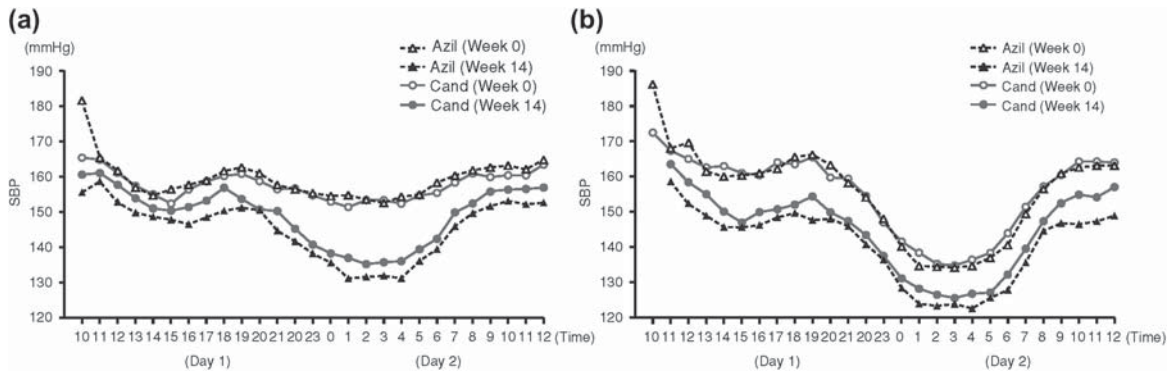 (a)
(mmHg)
Azil (Week 0)
Azil (Week 14)
Cand (Week 0)
Cand (Week 14)
190
180
170
160
150
140
130
120
SBP
10 11 12 13 14 15 16 17 18 19 20 21 20 23 0 1 2 3 4 5 6 7 8 9 10 11 12 (Time)
(Day 1) (Day 2)
(b)
(mmHg)
Azil (Week 0)
Azil (Week 14)
Cand (Week 0)
Cand (Week 14)
190
180
170
160
150
140
130
120
SBP
10 11 12 13 14 15 16 17 18 19 20 21 20 23 0 1 2 3 4 5 6 7 8 9 10 11 12 (Time)
(Day 1) (Day 2)